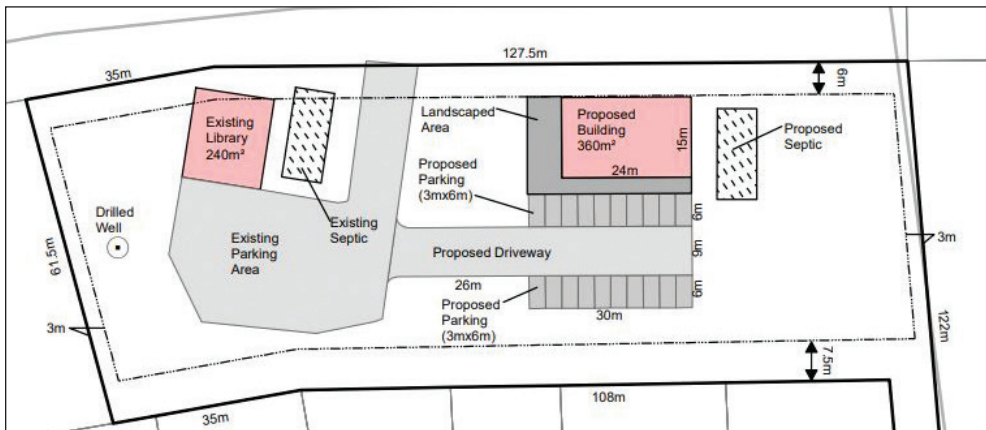 127.5m
35m
6m
Existing
Library
240m²
Landscaped
Area
Proposed
Building
360m²
15m
24m
Proposed
Septic
Proposed
Parking
(3mx6m)
6m
Drilled
Well
Existing
Septic
Existing
Parking
Area
Proposed Driveway
9m
3m
61.5m
26m
6m
Proposed
Parking
(3mx6m)
30m
3m
122m
7.5m
35m
108m